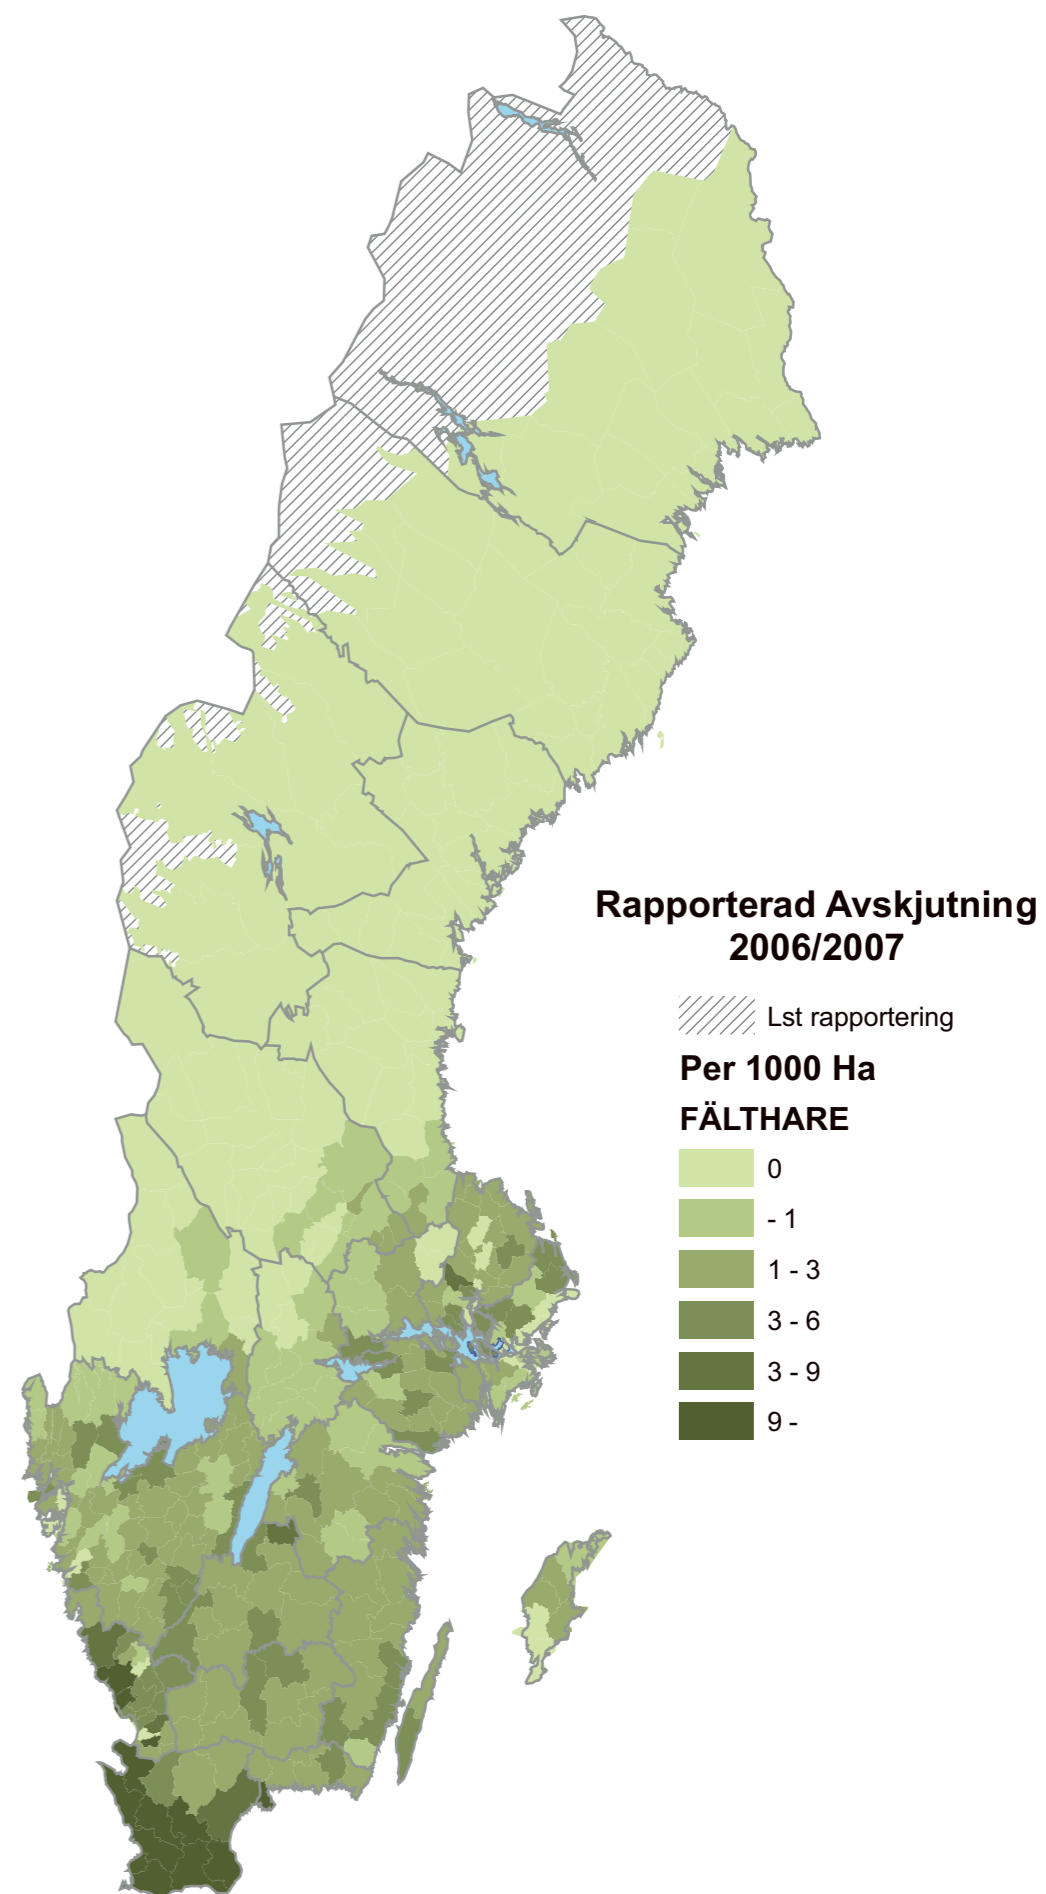 Rapporterad Avskjutning
2006/2007
Lst rapportering
Per 1000 Ha
FÄLTHARE
0
- 1
1 - 3
3 - 6
3 - 9
9 -